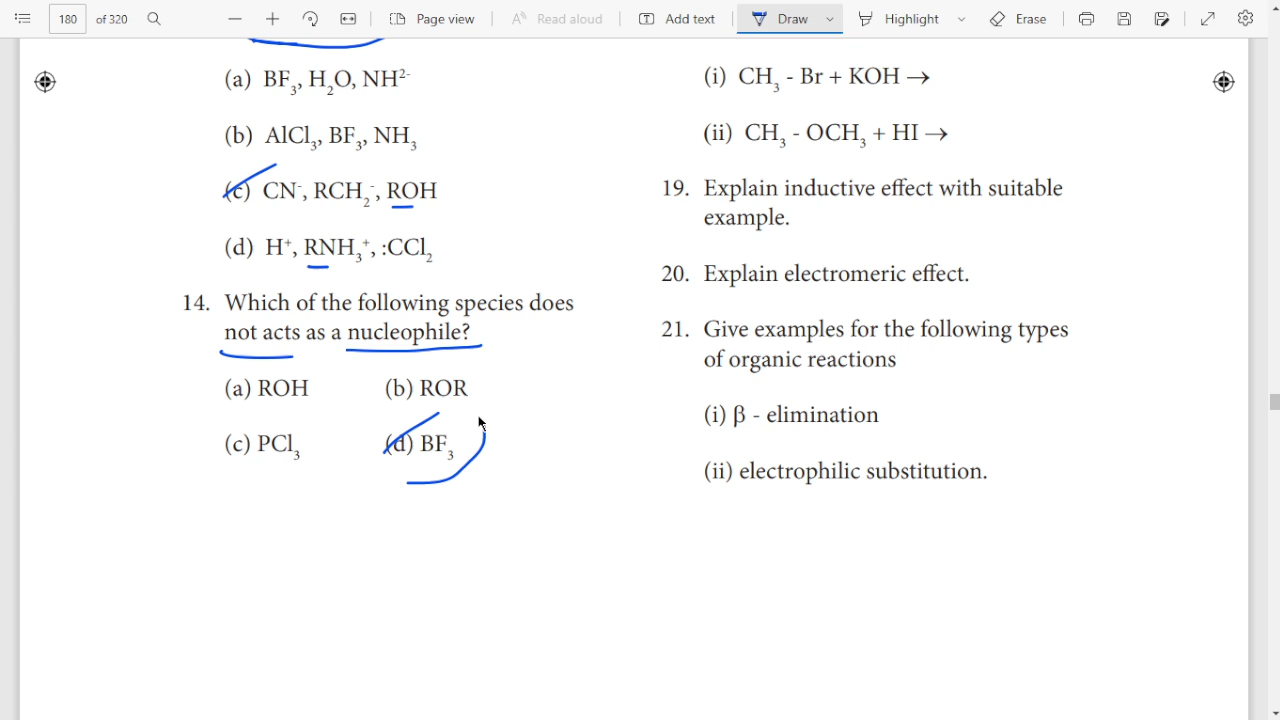 180 of 320 Page view Read aloud Add text Draw Highlight Erase
(a) BF₃, H₂O, NH²⁻
(b) AlCl₃, BF₃, NH₃
(c) CN⁻, RCH₂⁻, ROH
(d) H⁺, RNH₃⁺, :CCl₂
14. Which of the following species does
not acts as a nucleophile?
(a) ROH (b) ROR
(c) PCl₃ (d) BF₃
(i) CH₃ - Br + KOH →
(ii) CH₃ - OCH₃ + HI →
19. Explain inductive effect with suitable
example.
20. Explain electromeric effect.
21. Give examples for the following types
of organic reactions
(i) β - elimination
(ii) electrophilic substitution.